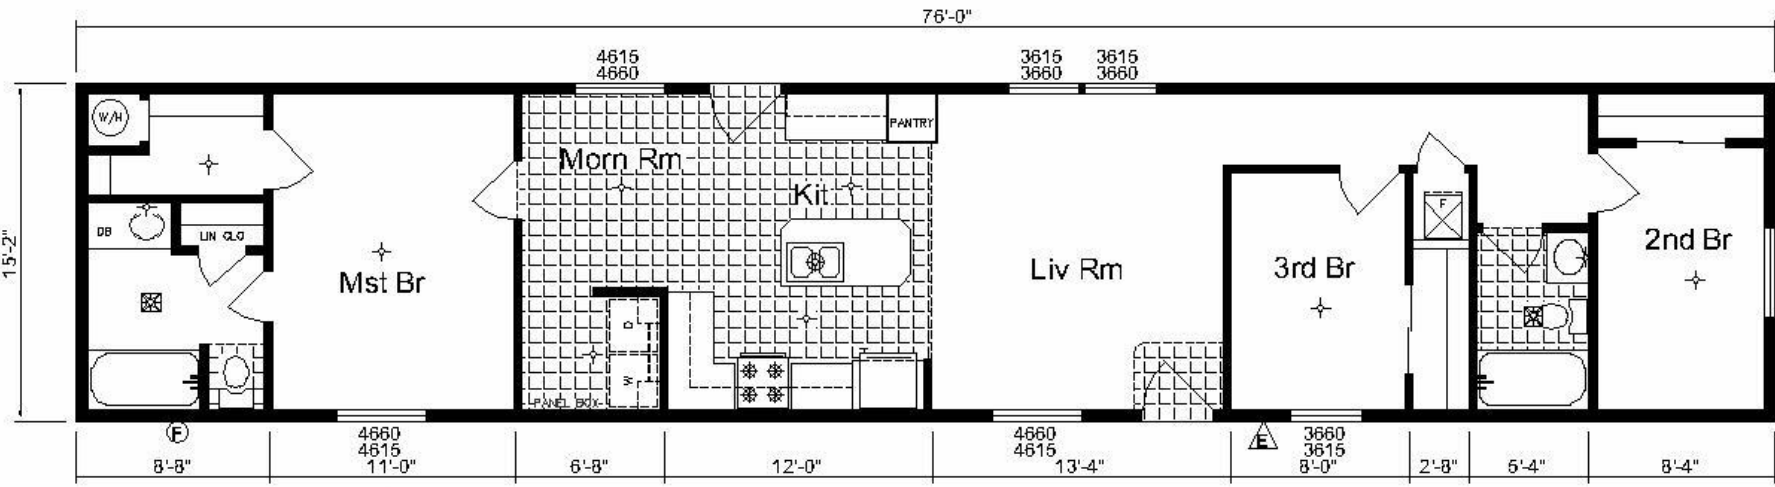 76'-0"
4615
4660
3615
3660
3615
3660
15'-2"
W/H
PANTRY
Morn Rm
Kit
F
DB
LIN CLO
Mst Br
Liv Rm
3rd Br
2nd Br
D
W
PANEL BOX
F
4660
4615
4660
4615
E
3660
3615
8'-8"
11'-0"
6'-8"
12'-0"
13'-4"
8'-0"
2'-8"
5'-4"
8'-4"